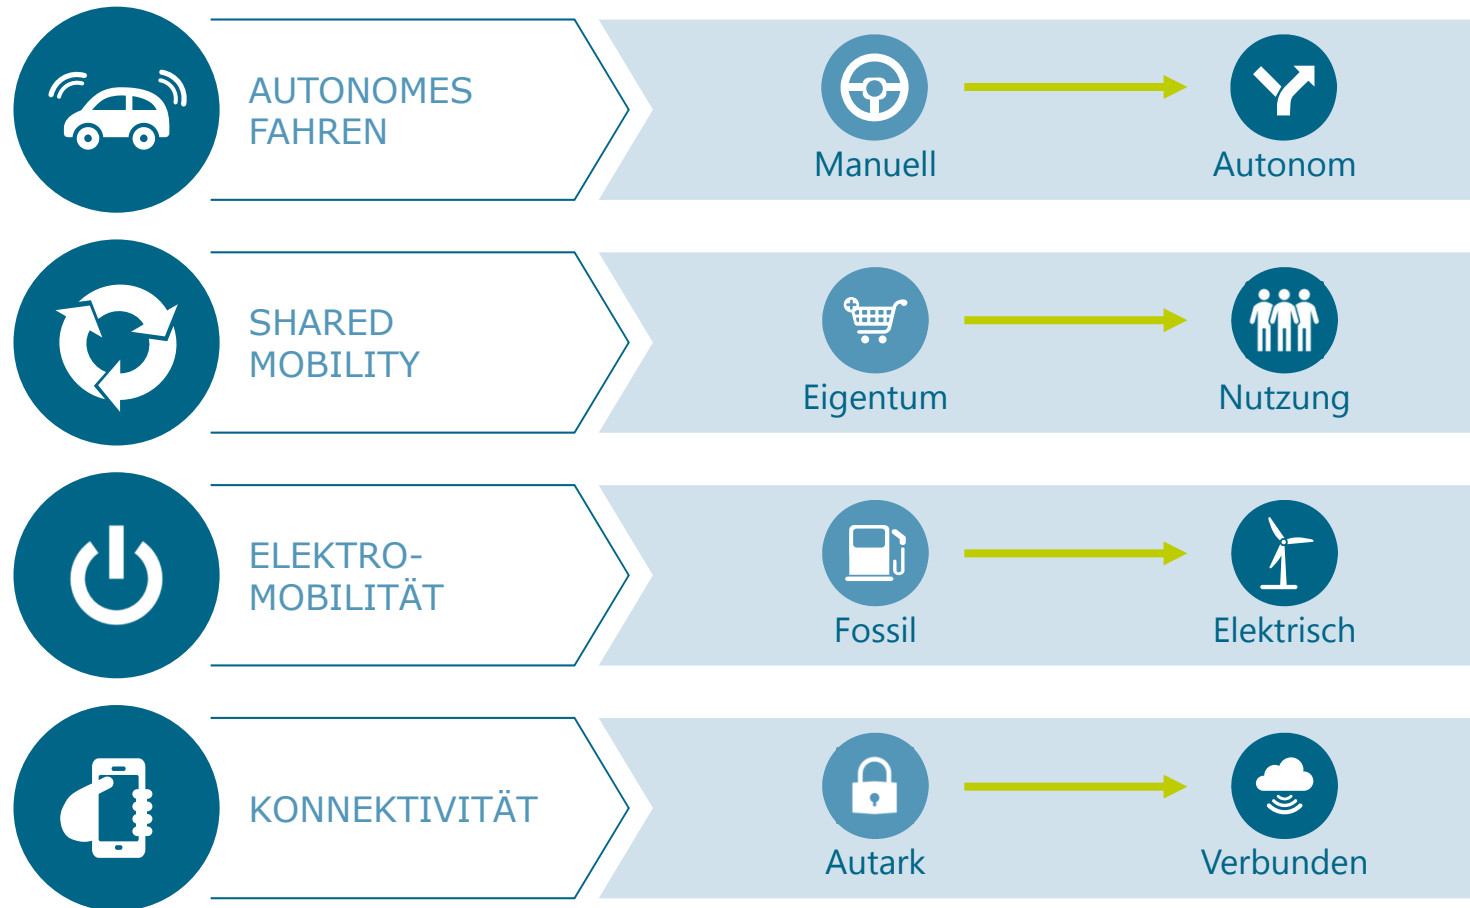 AUTONOMES
FAHREN
Manuell
Autonom
SHARED
MOBILITY
Eigentum
Nutzung
ELEKTRO-
MOBILITÄT
Fossil
Elektrisch
KONNEKTIVITÄT
Autark
Verbunden